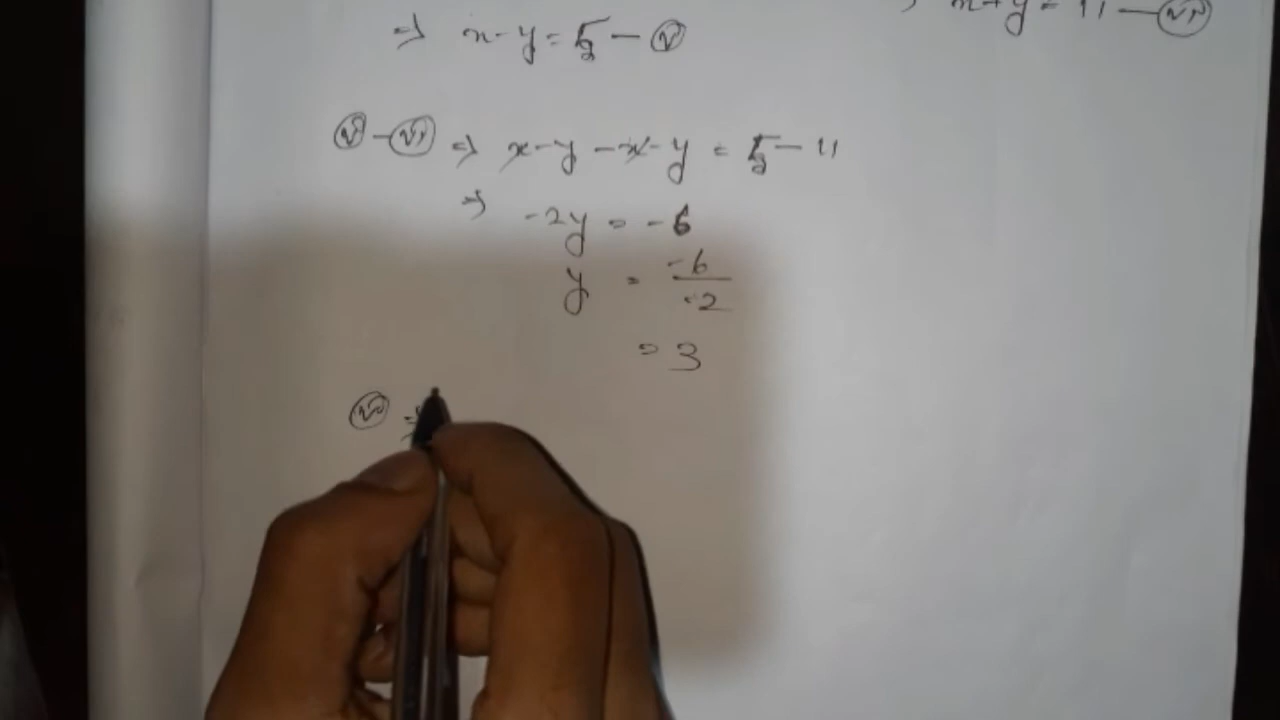 x + y = 11 — (vi)
⇒ x - y = 5 — (v)
(v) - (vi) ⇒ x - y - x - y = 5 - 11
⇒ -2y = -6
y = -6/-2
= 3
(v) ⇒